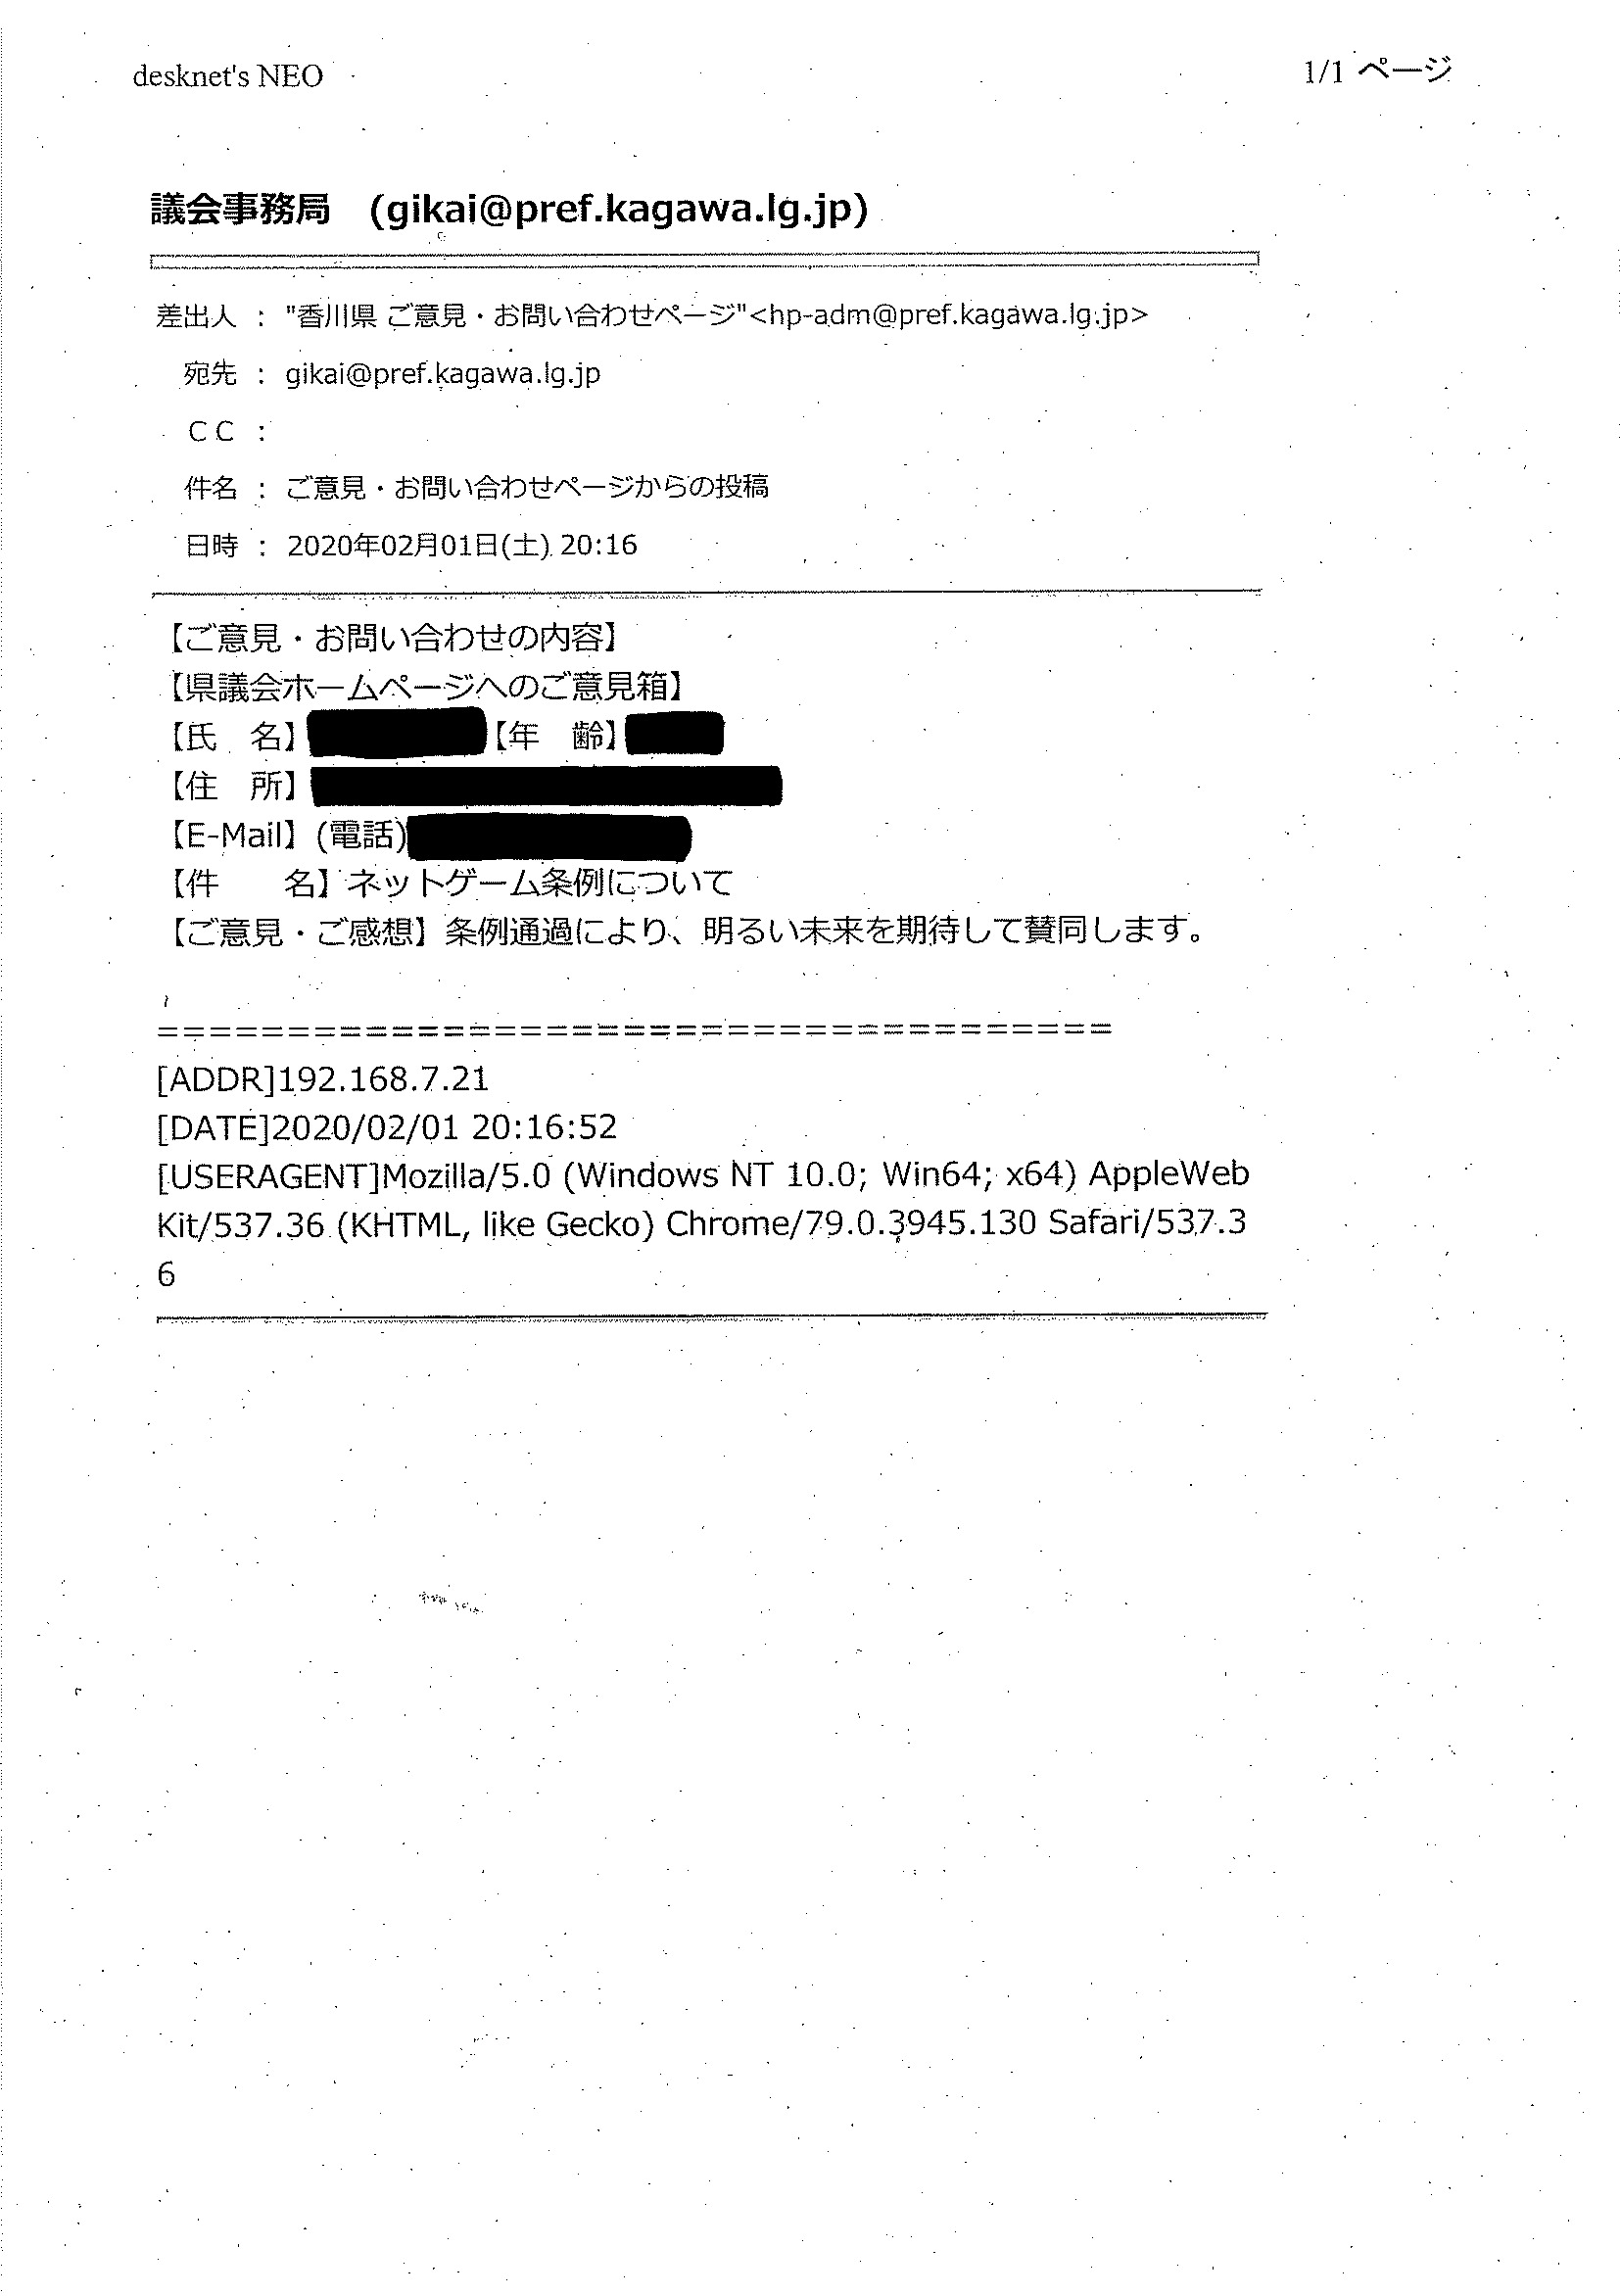 desknet's NEO
1/1 ページ
議会事務局 (gikai@pref.kagawa.lg.jp)
差出人 : "香川県 ご意見・お問い合わせページ"<hp-adm@pref.kagawa.lg.jp>
宛先 : gikai@pref.kagawa.lg.jp
CC :
件名 : ご意見・お問い合わせページからの投稿
日時 : 2020年02月01日(土) 20:16
【ご意見・お問い合わせの内容】
【県議会ホームページへのご意見箱】
【氏 名】 【年 齢】
【住 所】
【E-Mail】(電話)
【件 名】ネットゲーム条例について
【ご意見・ご感想】条例通過により、明るい未来を期待して賛同します。
=====================================
[ADDR]192.168.7.21
[DATE]2020/02/01 20:16:52
[USERAGENT]Mozilla/5.0 (Windows NT 10.0; Win64; x64) AppleWeb
Kit/537.36 (KHTML, like Gecko) Chrome/79.0.3945.130 Safari/537.3
6